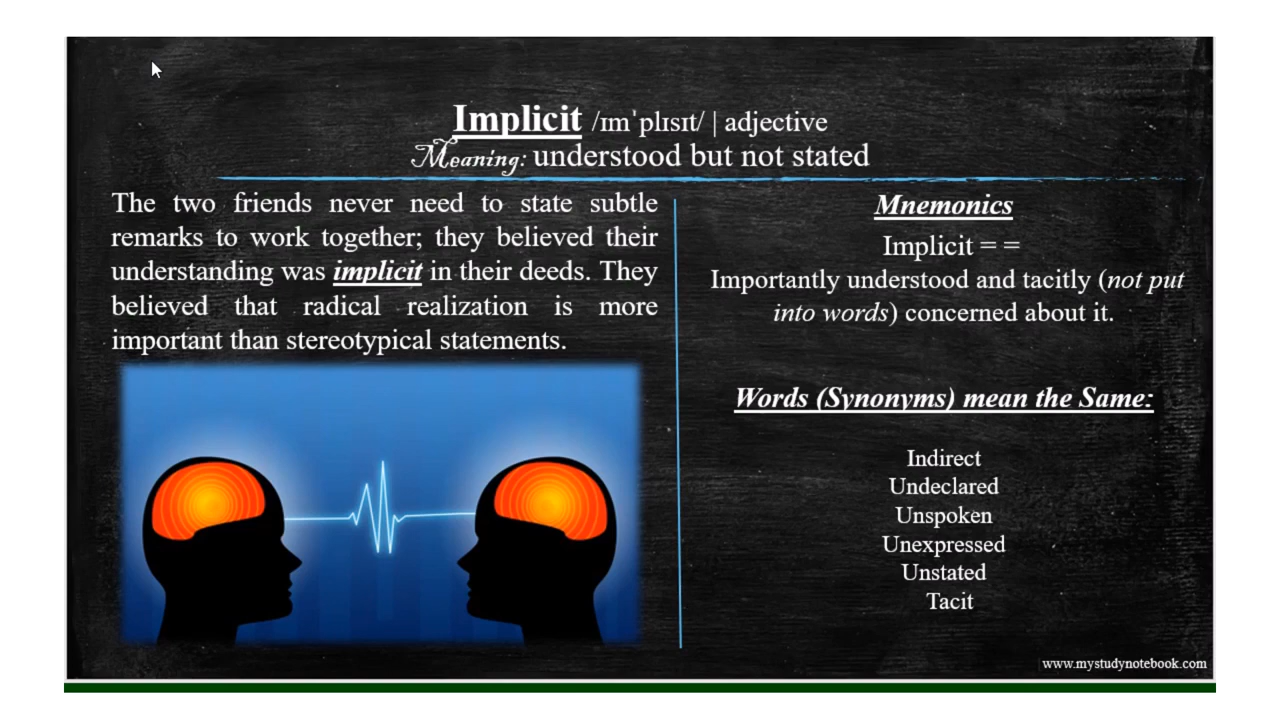 Implicit /ɪmˈplɪsɪt/ | adjective
Meaning: understood but not stated
The two friends never need to state subtle
remarks to work together; they believed their
understanding was implicit in their deeds. They
believed that radical realization is more
important than stereotypical statements.
Mnemonics
Implicit = =
Importantly understood and tacitly (not put
into words) concerned about it.
Words (Synonyms) mean the Same:
Indirect
Undeclared
Unspoken
Unexpressed
Unstated
Tacit
www.mystudynotebook.com